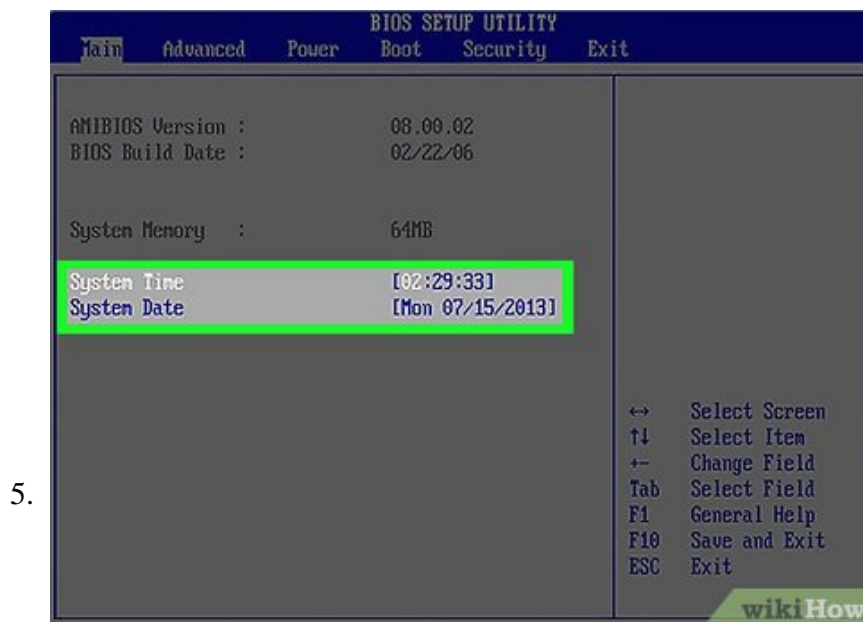 BIOS SETUP UTILITY
Main Advanced Power Boot Security Exit
AMIBIOS Version : 08.00.02
BIOS Build Date : 02/22/06
System Memory : 64MB
System Time [02:29:33]
System Date [Mon 07/15/2013]
↔ Select Screen
↑↓ Select Item
+- Change Field
Tab Select Field
F1 General Help
F10 Save and Exit
ESC Exit
5.
wikiHow